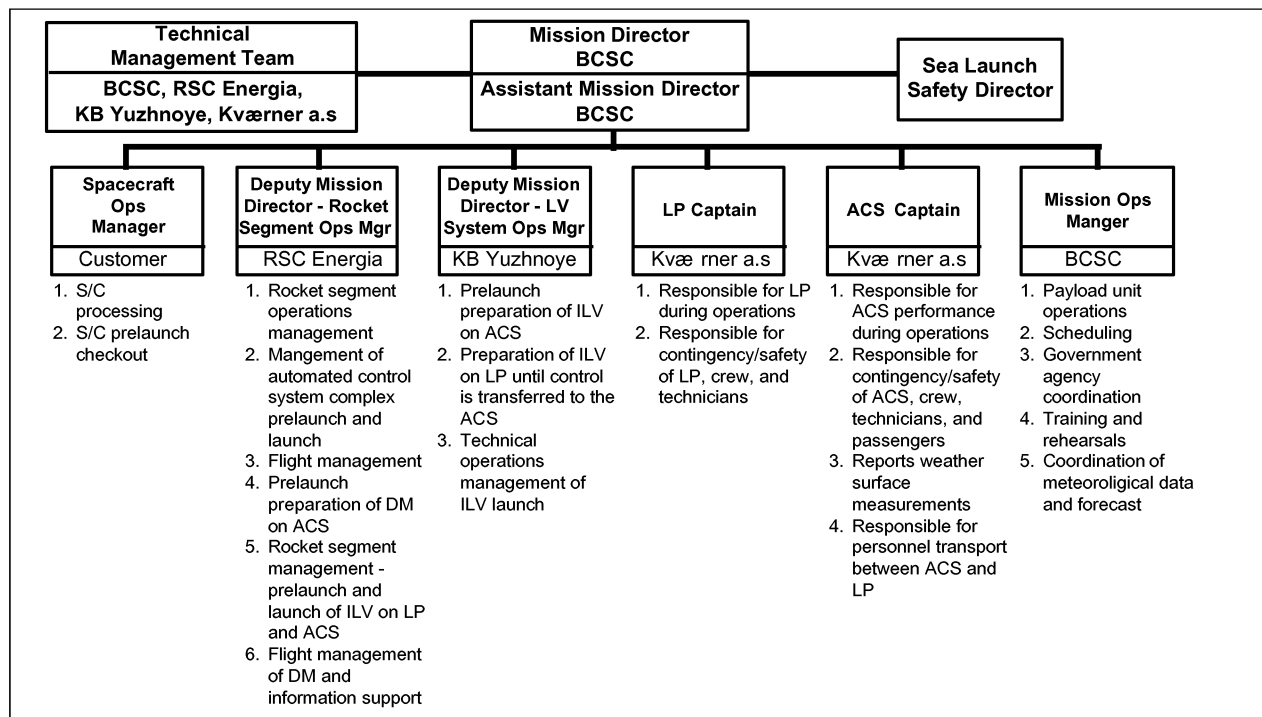 Technical
Management Team
BCSC, RSC Energia,
KB Yuzhnoye, Kværner a.s
Mission Director
BCSC
Assistant Mission Director
BCSC
Sea Launch
Safety Director
Spacecraft
Ops
Manager
Customer
1. S/C
processing
2. S/C prelaunch
checkout
Deputy Mission
Director - Rocket
Segment Ops Mgr
RSC Energia
1. Rocket segment
operations
management
2. Mangement of
automated control
system complex
prelaunch and
launch
3. Flight management
4. Prelaunch
preparation of DM
on ACS
5. Rocket segment
management -
prelaunch and
launch of ILV on LP
and ACS
6. Flight management
of DM and
information support
Deputy Mission
Director - LV
System Ops Mgr
KB Yuzhnoye
1. Prelaunch
preparation of ILV
on ACS
2. Preparation of ILV
on LP until control
is transferred to the
ACS
3. Technical
operations
management of
ILV launch
LP Captain
Kvæ rner a.s
1. Responsible for LP
during operations
2. Responsible for
contingency/safety
of LP, crew, and
technicians
ACS Captain
Kvæ rner a.s
1. Responsible for
ACS performance
during operations
2. Responsible for
contingency/safety
of ACS, crew,
technicians, and
passengers
3. Reports weather
surface
measurements
4. Responsible for
personnel transport
between ACS and
LP
Mission Ops
Manger
BCSC
1. Payload unit
operations
2. Scheduling
3. Government
agency
coordination
4. Training and
rehearsals
5. Coordination of
meteoroligical data
and forecast